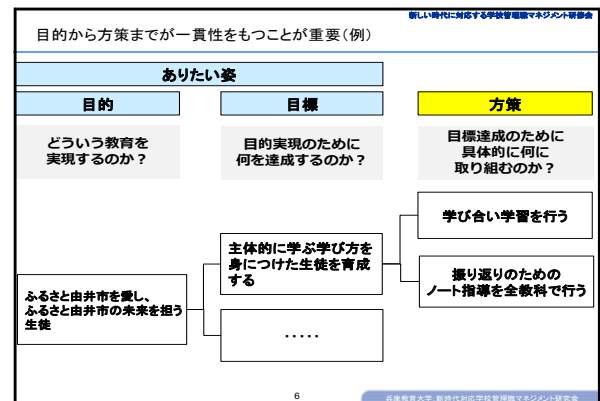 新しい時代に対応する学校管理職マネジメント研修会
目的から方策までが一貫性をもつことが重要(例)
ありたい姿
目的
目標
方策
どういう教育を
実現するのか?
目的実現のために
何を達成するのか?
目標達成のために
具体的に何に
取り組むのか?
学び合い学習を行う
主体的に学ぶ学び方を
身につけた生徒を育成
する
振り返りのための
ノート指導を全教科で行う
ふるさと由井市を愛し、
ふるさと由井市の未来を担う
生徒
・・・・・
6
兵庫教育大学 新時代対応学校管理職マネジメント研究会